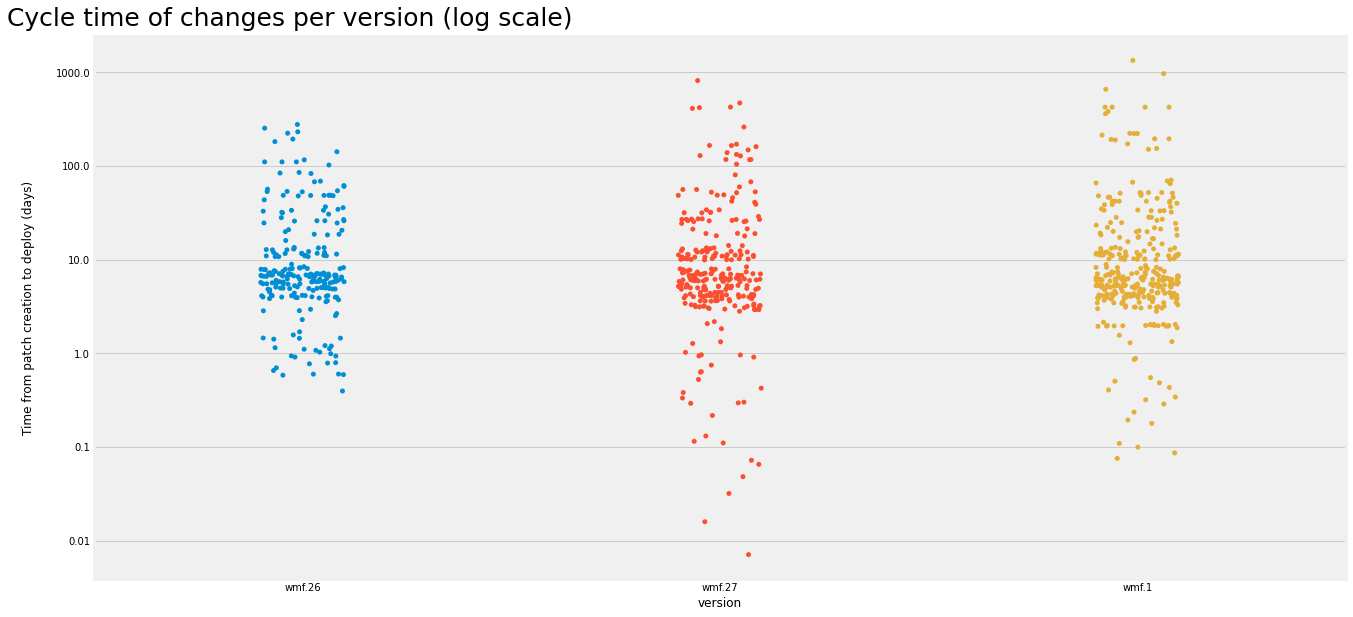 Cycle time of changes per version (log scale)
1000.0
100.0
10.0
1.0
0.1
0.01
Time from patch creation to deploy (days)
wmf.26
wmf.27
wmf.1
version